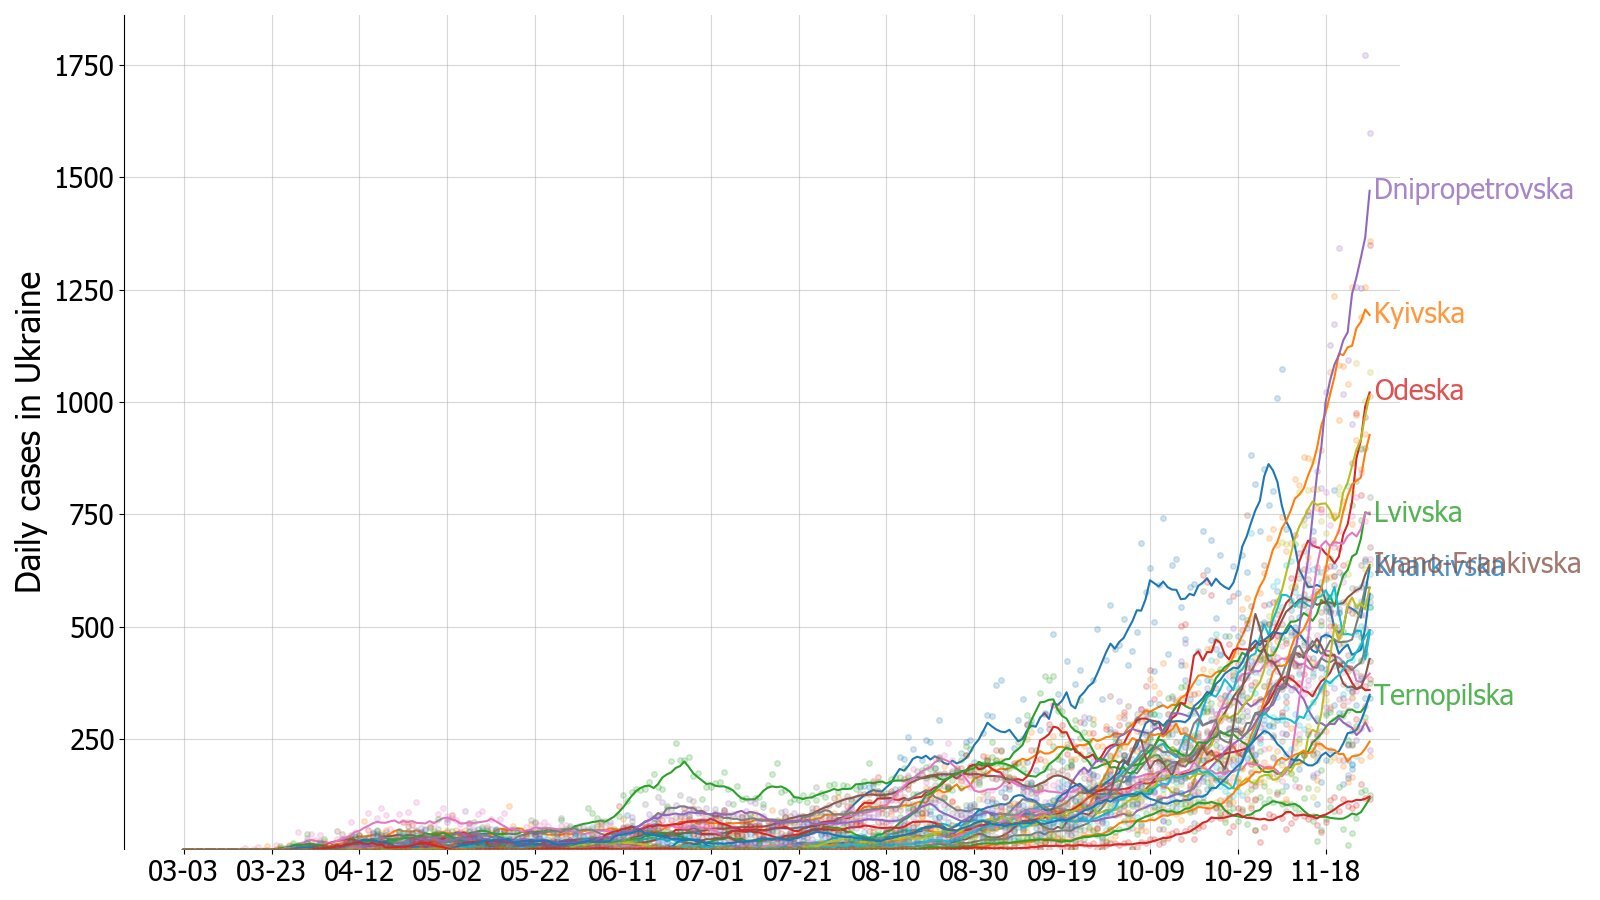 Daily cases in Ukraine
1750
1500
1250
1000
750
500
250
Dnipropetrovska
Kyivska
Odeska
Lvivska
Ivano-Frankivska
Kharkivska
Ternopilska
03-03 03-23 04-12 05-02 05-22 06-11 07-01 07-21 08-10 08-30 09-19 10-09 10-29 11-18